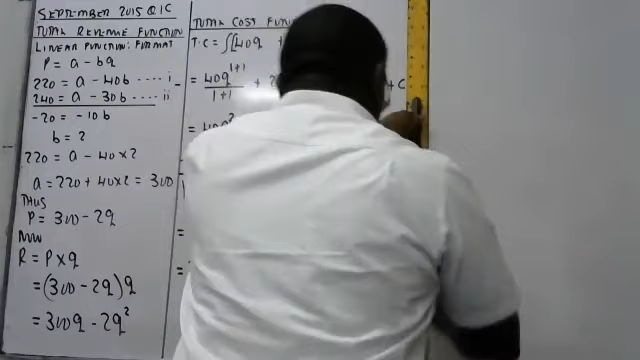 SEPTEMBER 2015 Q1C
TOTAL REVENUE FUNCTION
LINEAR FUNCTION: FORMAT
P = a - bq
220 = a - 40b ..... i
240 = a - 30b ..... ii
-20 = -10b
b = 2
220 = a - 40 × 2
a = 220 + 40×2 = 300
THUS
P = 300 - 2q
NOW
R = P × q
= (300 - 2q) q
= 300q - 2q²
TOTAL COST FUN
T.C = ∫[40q
= 40q^1+1 / 1+1 + 2 + C
= 40q²
=
=